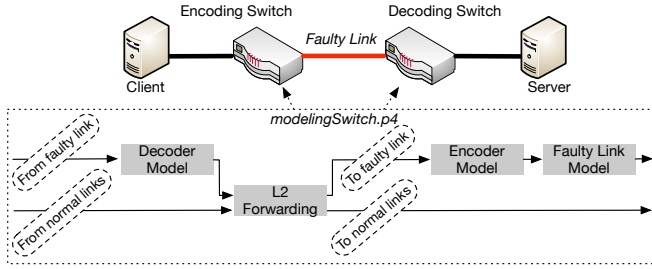 Encoding Switch
Decoding Switch
Faulty Link
Client
Server
modelingSwitch.p4
From faulty link
Decoder
Model
To faulty link
Encoder
Model
Faulty Link
Model
L2
Forwarding
From normal links
To normal links